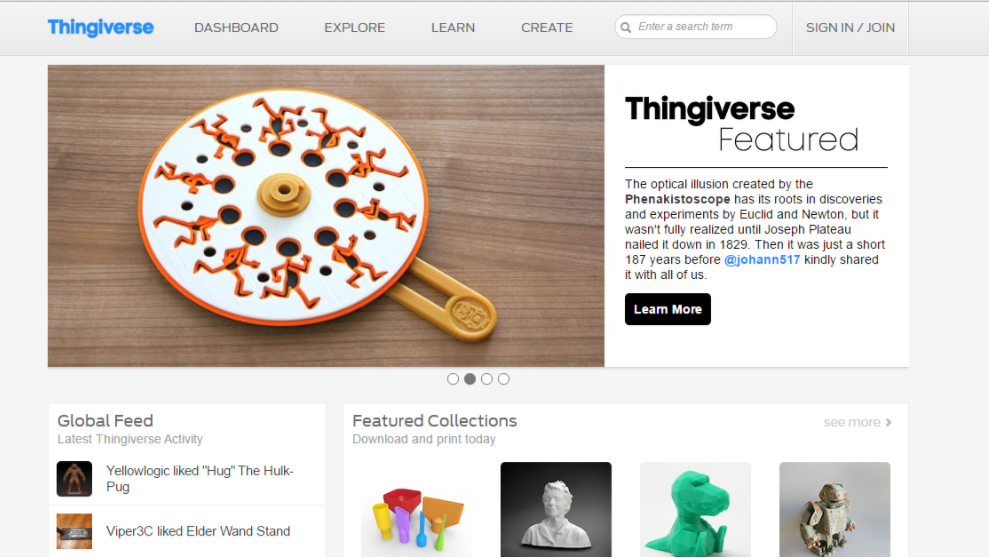 Thingiverse
DASHBOARD
EXPLORE
LEARN
CREATE
Enter a search term
SIGN IN / JOIN
Thingiverse
Featured
The optical illusion created by the
Phenakistoscope has its roots in discoveries
and experiments by Euclid and Newton, but it
wasn't fully realized until Joseph Plateau
nailed it down in 1829. Then it was just a short
187 years before @johann517 kindly shared
it with all of us.
Learn More
Global Feed
Latest Thingiverse Activity
Yellowlogic liked "Hug" The Hulk-
Pug
Viper3C liked Elder Wand Stand
Featured Collections
Download and print today
see more